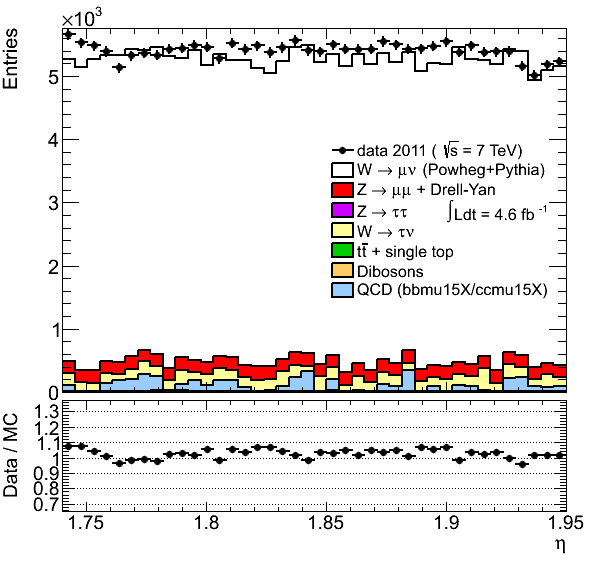 ×10³
Entries
5
4
3
2
1
0
data 2011 ( √s = 7 TeV)
W → μν (Powheg+Pythia)
Z → μμ + Drell-Yan
Z → ττ
∫Ldt = 4.6 fb⁻¹
W → τν
tt̄ + single top
Dibosons
QCD (bbmu15X/ccmu15X)
Data / MC
1.3
1.2
1.1
1
0.9
0.8
0.7
1.75
1.8
1.85
1.9
1.95
η